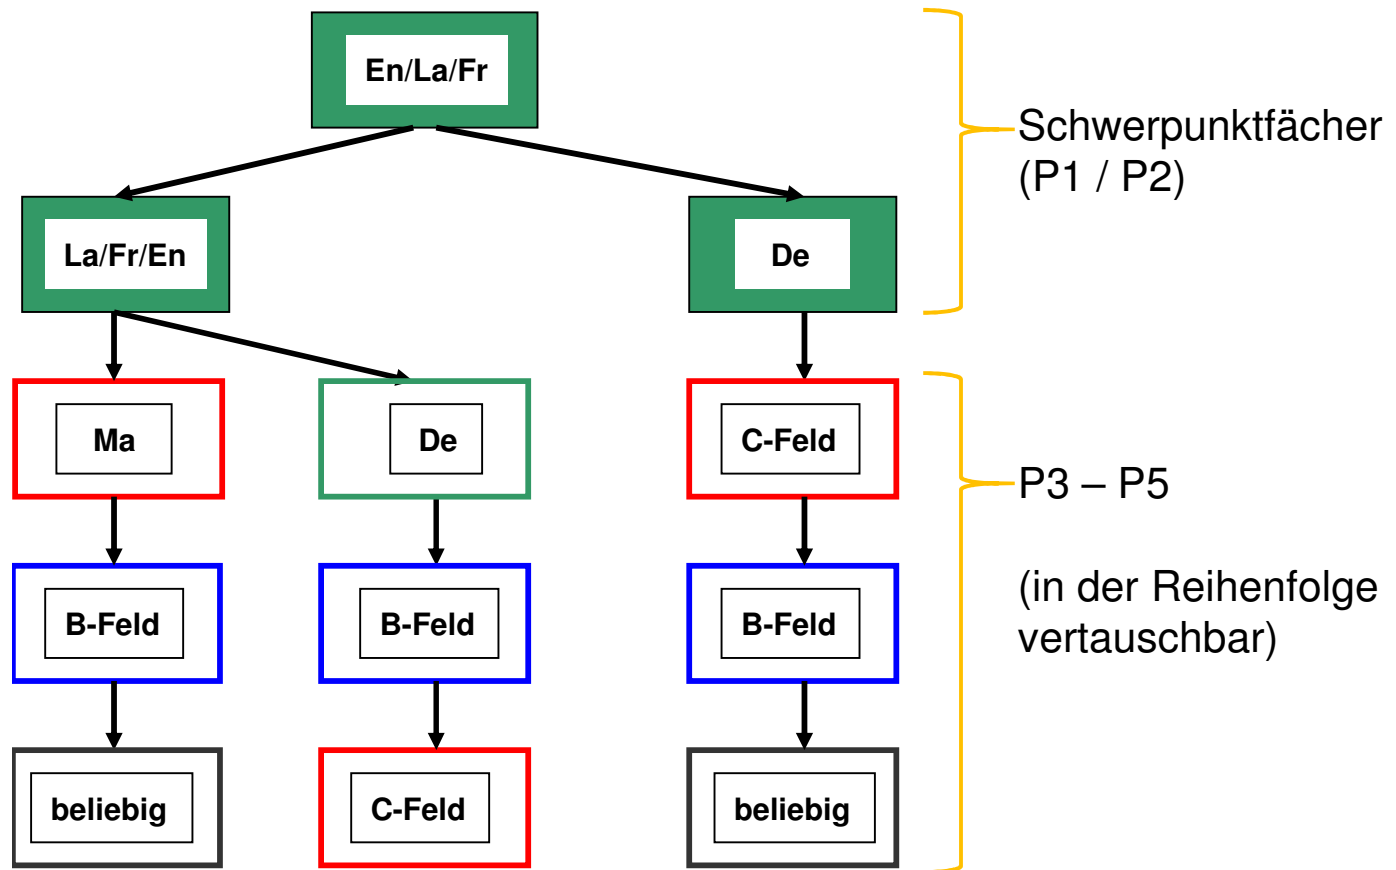 En/La/Fr
Schwerpunktfächer
(P1 / P2)
La/Fr/En
De
Ma
De
C-Feld
P3 – P5
(in der Reihenfolge
vertauschbar)
B-Feld
B-Feld
B-Feld
beliebig
C-Feld
beliebig